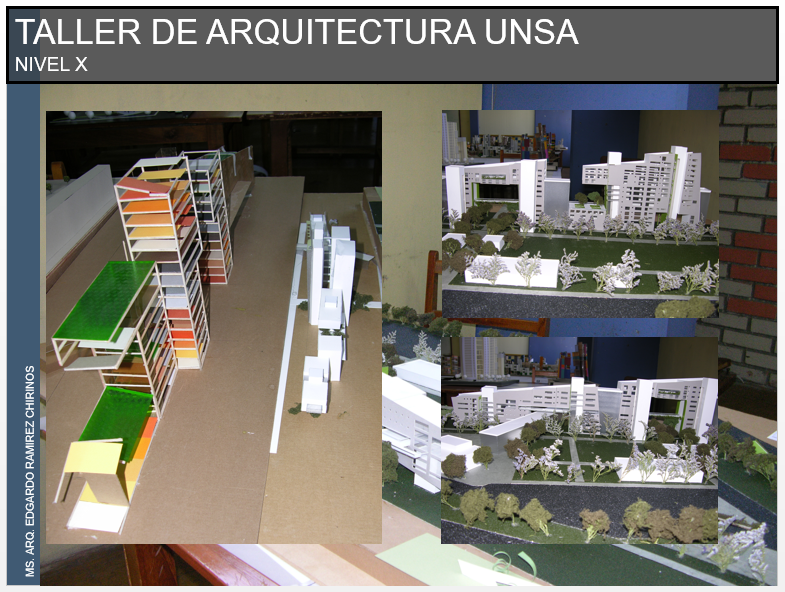 TALLER DE ARQUITECTURA UNSA
NIVEL X
MS. ARQ. EDGARDO RAMIREZ CHIRINOS